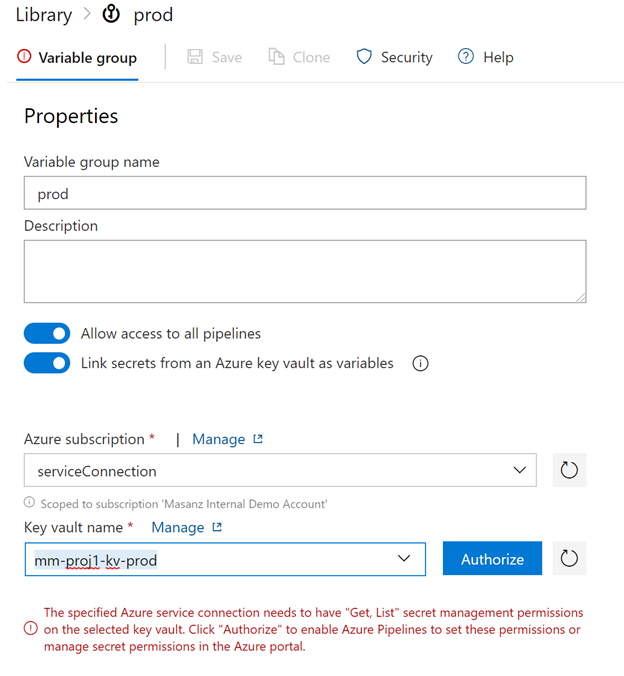 Library > prod
Variable group Save Clone Security Help
Properties
Variable group name
prod
Description
Allow access to all pipelines
Link secrets from an Azure key vault as variables
Azure subscription * | Manage
serviceConnection
Scoped to subscription 'Masanz Internal Demo Account'
Key vault name * Manage
mm-proj1-kv-prod
Authorize
The specified Azure service connection needs to have "Get, List" secret management permissions
on the selected key vault. Click "Authorize" to enable Azure Pipelines to set these permissions or
manage secret permissions in the Azure portal.